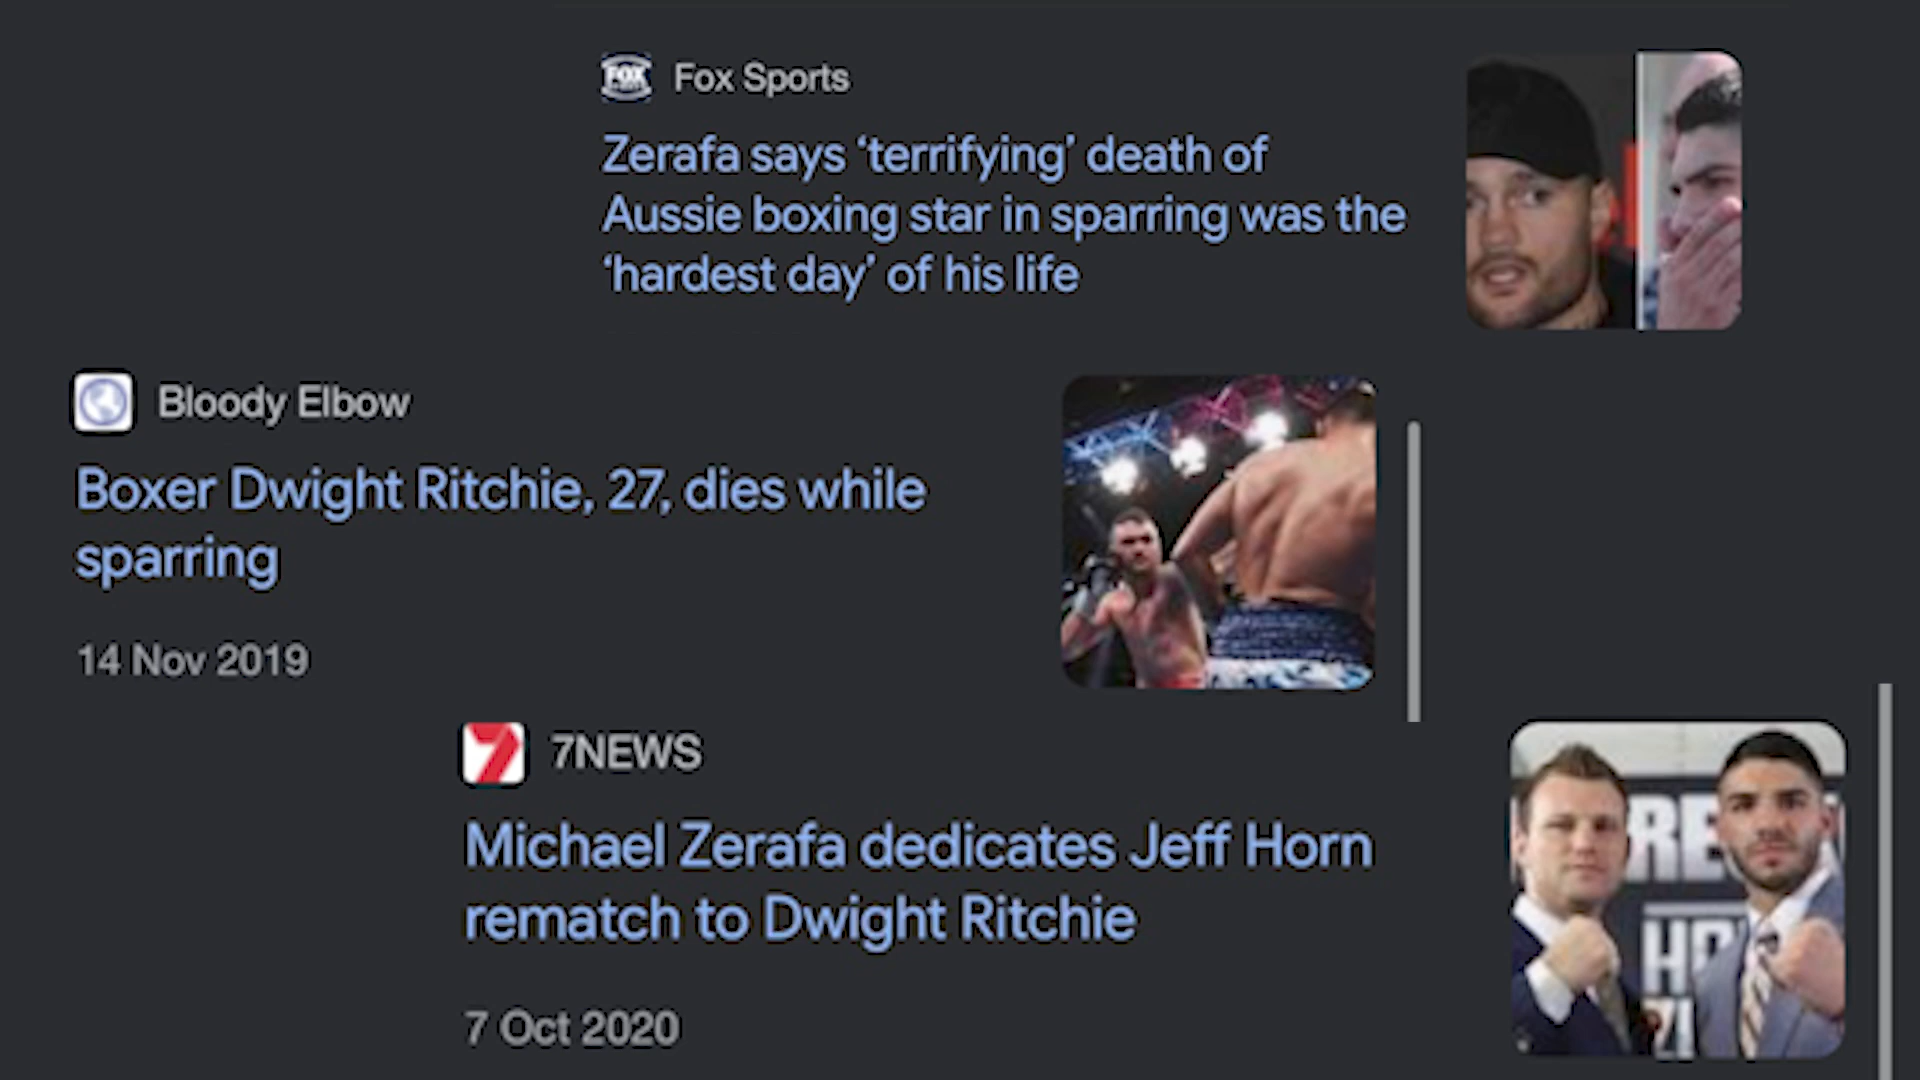 FOX
Fox Sports
Zerafa says ‘terrifying’ death of
Aussie boxing star in sparring was the
‘hardest day’ of his life
Bloody Elbow
Boxer Dwight Ritchie, 27, dies while
sparring
14 Nov 2019
7NEWS
Michael Zerafa dedicates Jeff Horn
rematch to Dwight Ritchie
7 Oct 2020
RE